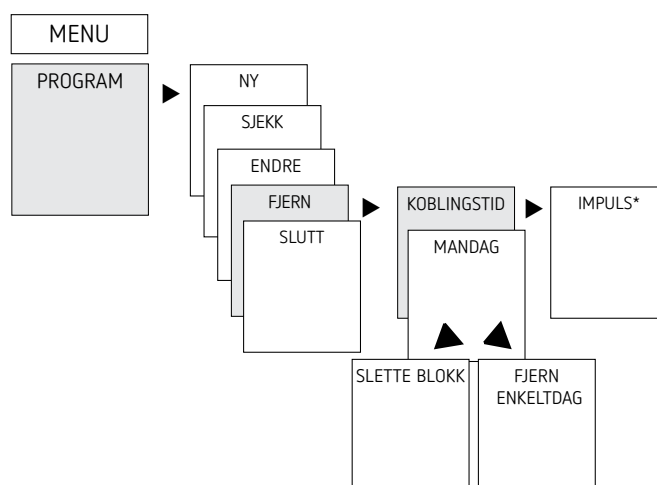 MENU
PROGRAM
NY
SJEKK
ENDRE
FJERN
SLUTT
KOBLINGSTID
IMPULS*
MANDAG
SLETTE BLOKK
FJERN
ENKELTDAG